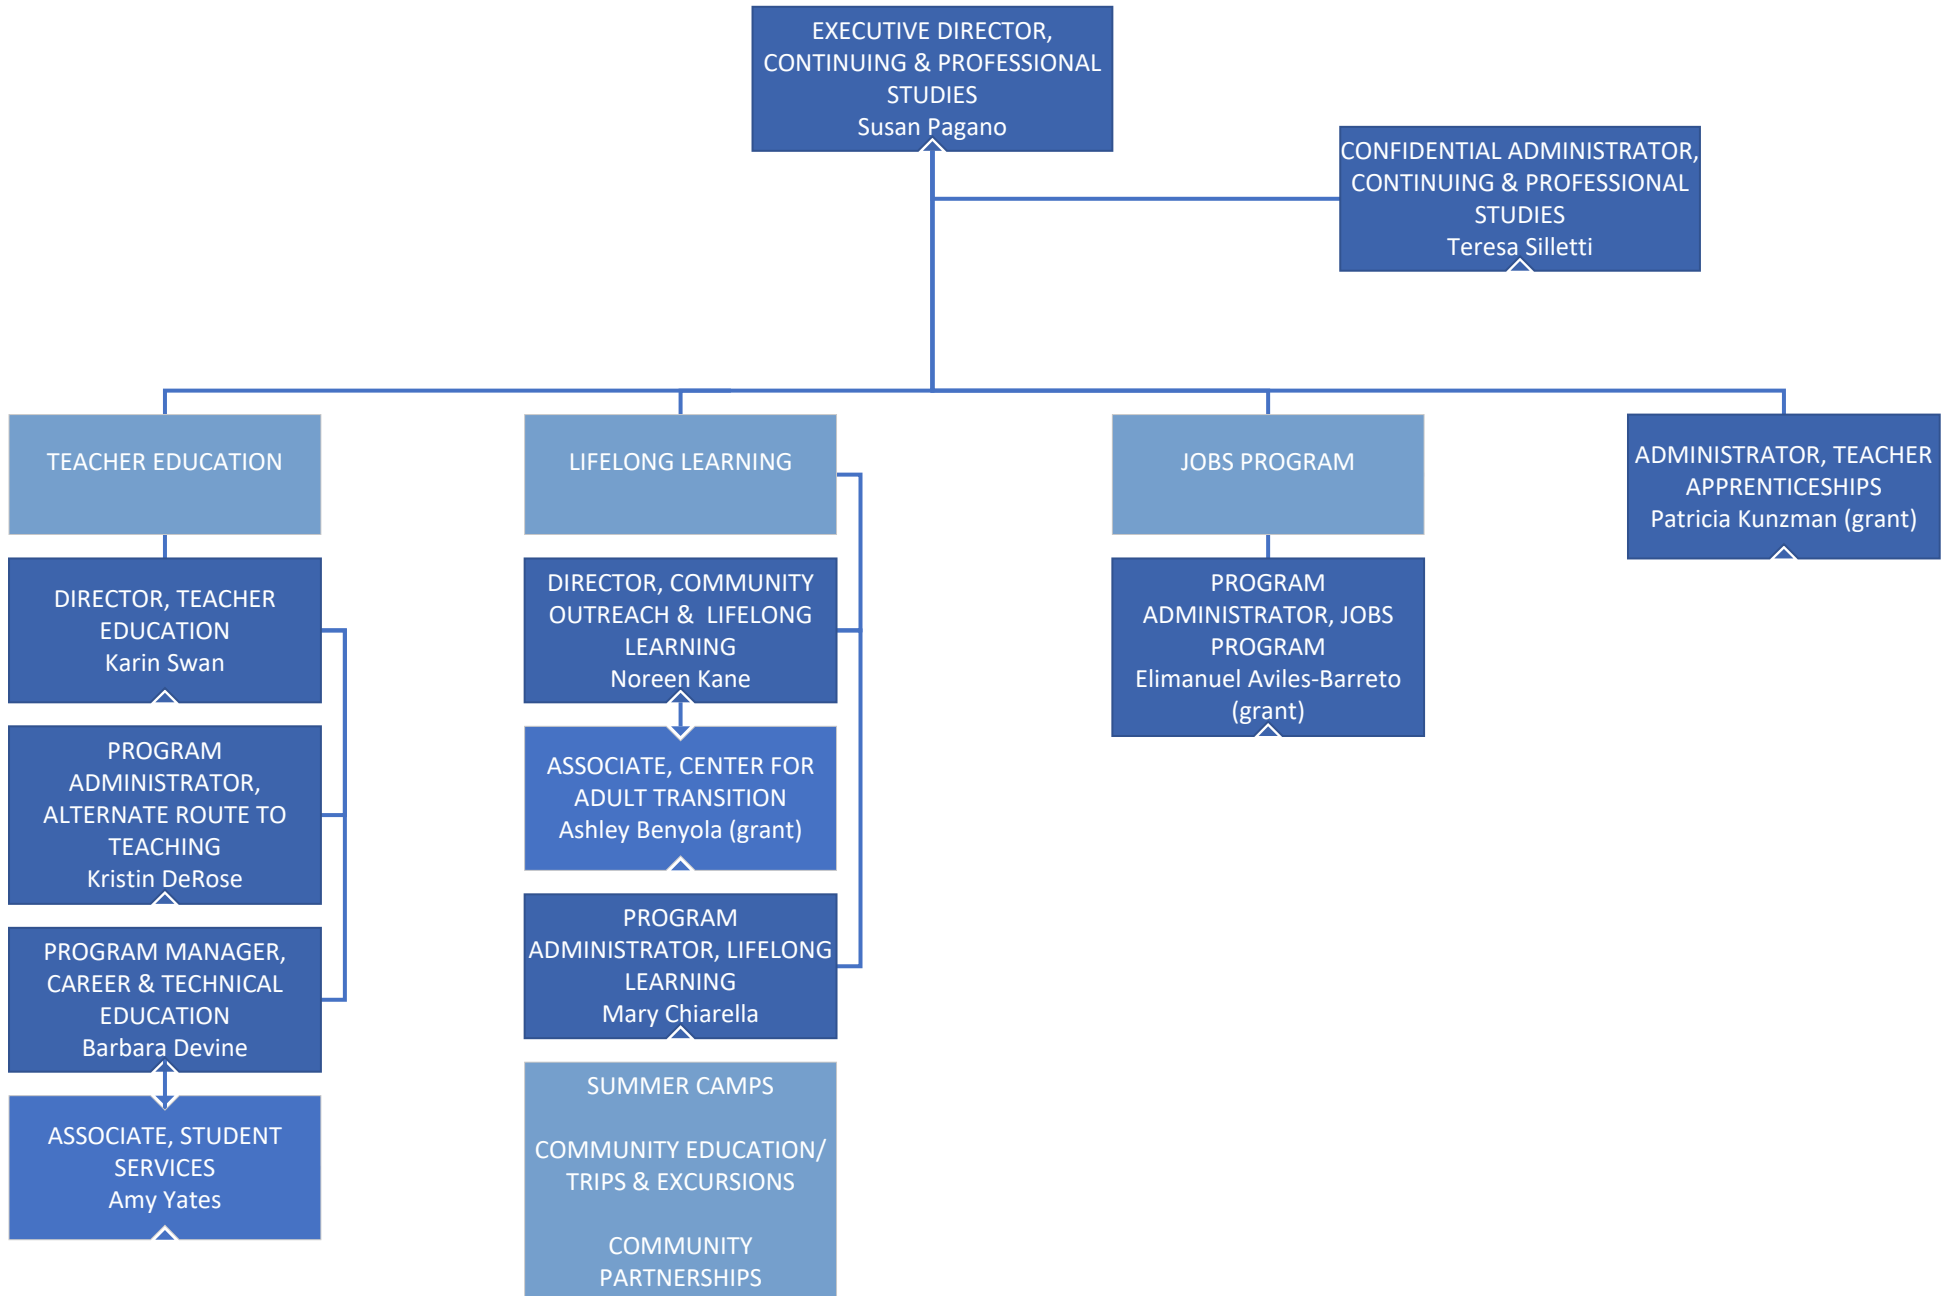 EXECUTIVE DIRECTOR,
CONTINUING & PROFESSIONAL
STUDIES
Susan Pagano
CONFIDENTIAL ADMINISTRATOR,
CONTINUING & PROFESSIONAL
STUDIES
Teresa Silletti
TEACHER EDUCATION
DIRECTOR, TEACHER
EDUCATION
Karin Swan
PROGRAM
ADMINISTRATOR,
ALTERNATE ROUTE TO
TEACHING
Kristin DeRose
PROGRAM MANAGER,
CAREER & TECHNICAL
EDUCATION
Barbara Devine
ASSOCIATE, STUDENT
SERVICES
Amy Yates
LIFELONG LEARNING
DIRECTOR, COMMUNITY
OUTREACH & LIFELONG
LEARNING
Noreen Kane
ASSOCIATE, CENTER FOR
ADULT TRANSITION
Ashley Benyola (grant)
PROGRAM
ADMINISTRATOR, LIFELONG
LEARNING
Mary Chiarella
SUMMER CAMPS
COMMUNITY EDUCATION/
TRIPS & EXCURSIONS
COMMUNITY
PARTNERSHIPS
JOBS PROGRAM
PROGRAM
ADMINISTRATOR, JOBS
PROGRAM
Elimanuel Aviles-Barreto
(grant)
ADMINISTRATOR, TEACHER
APPRENTICESHIPS
Patricia Kunzman (grant)